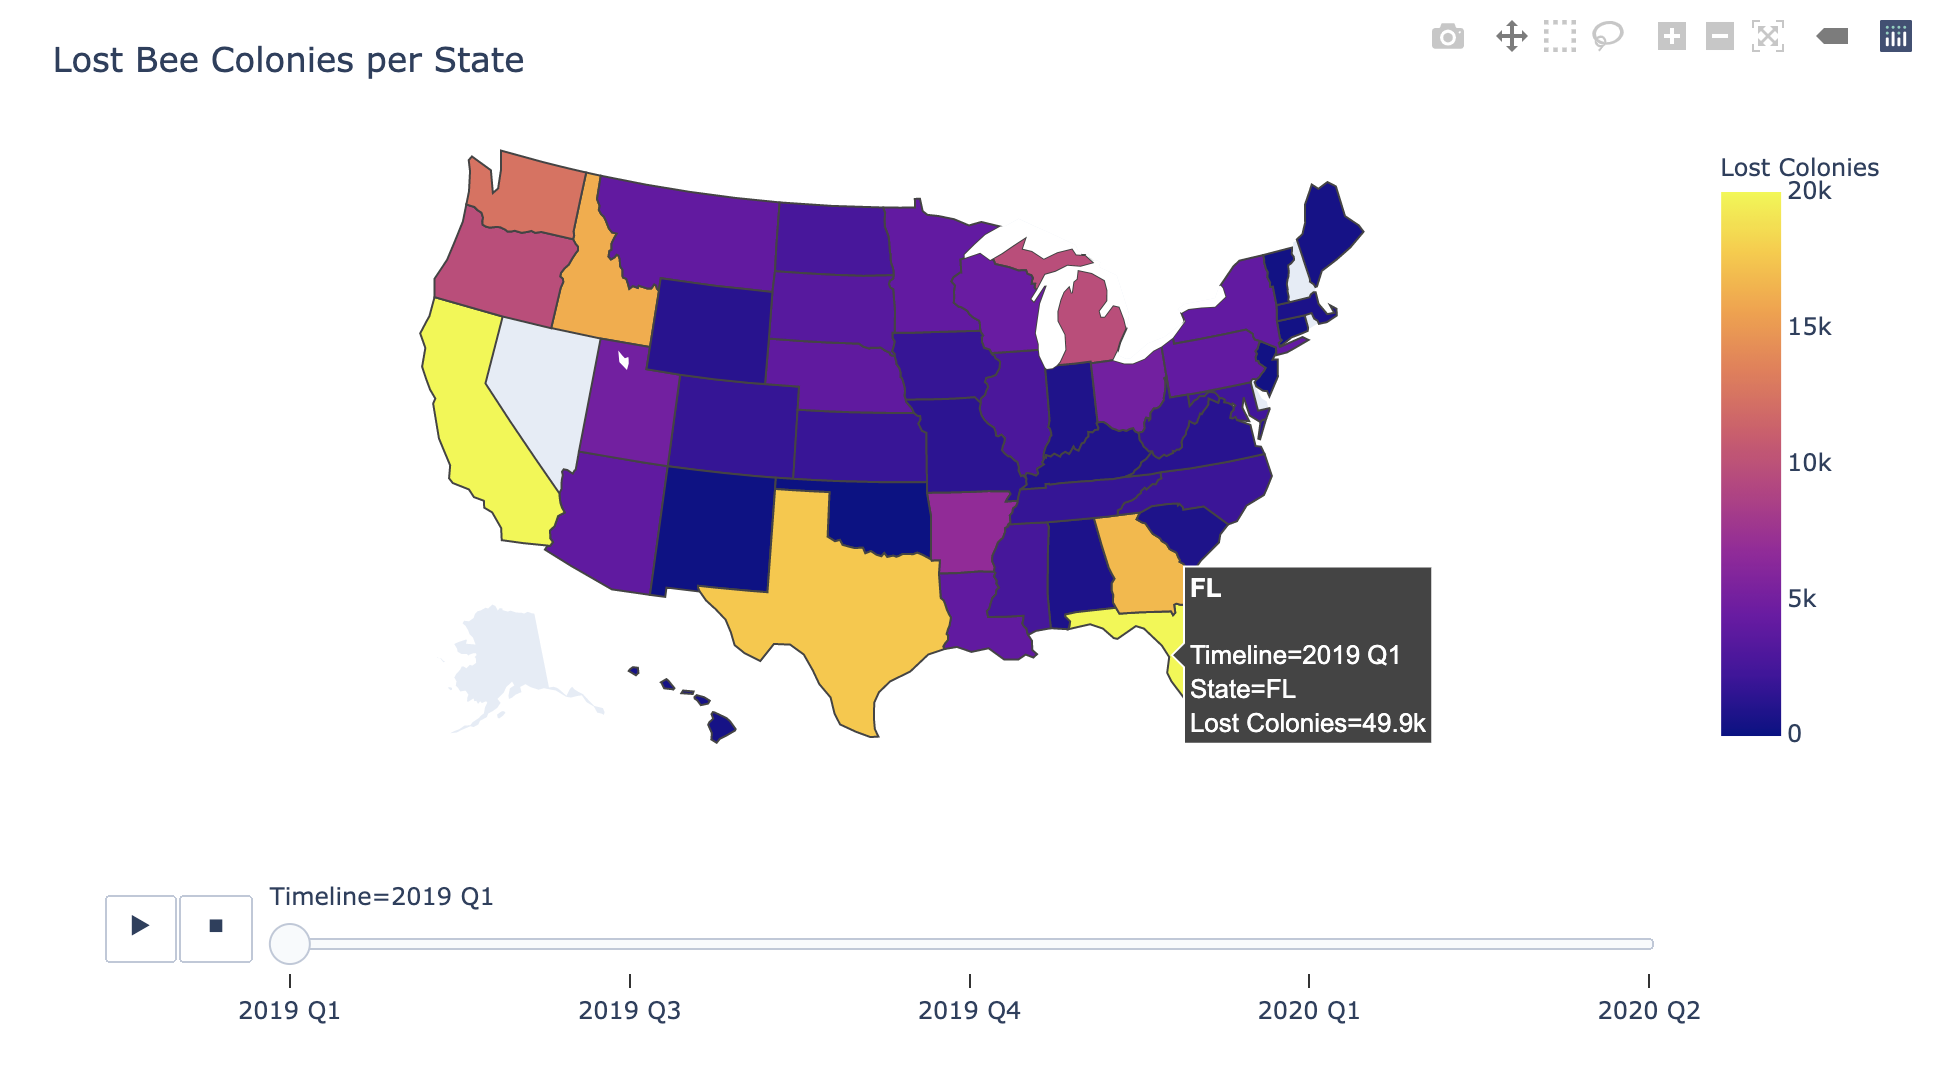 Lost Bee Colonies per State
Lost Colonies
20k
15k
10k
5k
0
FL
Timeline=2019 Q1
State=FL
Lost Colonies=49.9k
Timeline=2019 Q1
2019 Q1
2019 Q3
2019 Q4
2020 Q1
2020 Q2